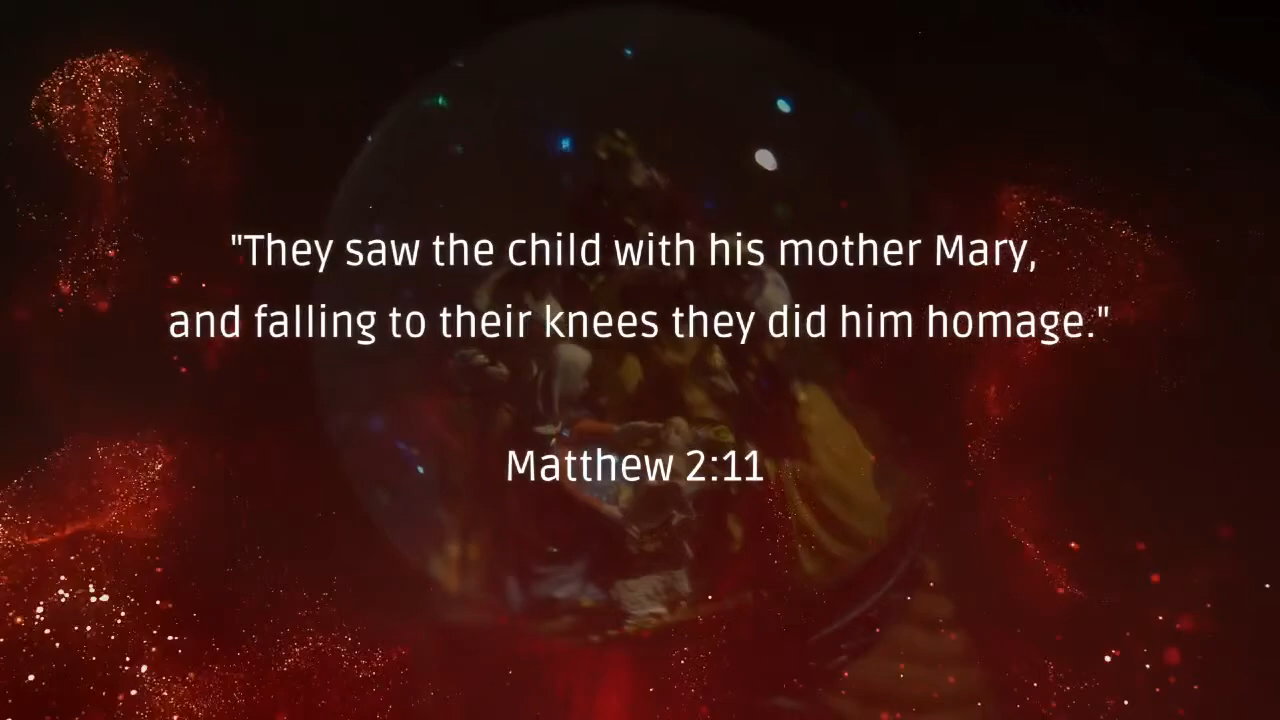 "They saw the child with his mother Mary,
and falling to their knees they did him homage."
Matthew 2:11